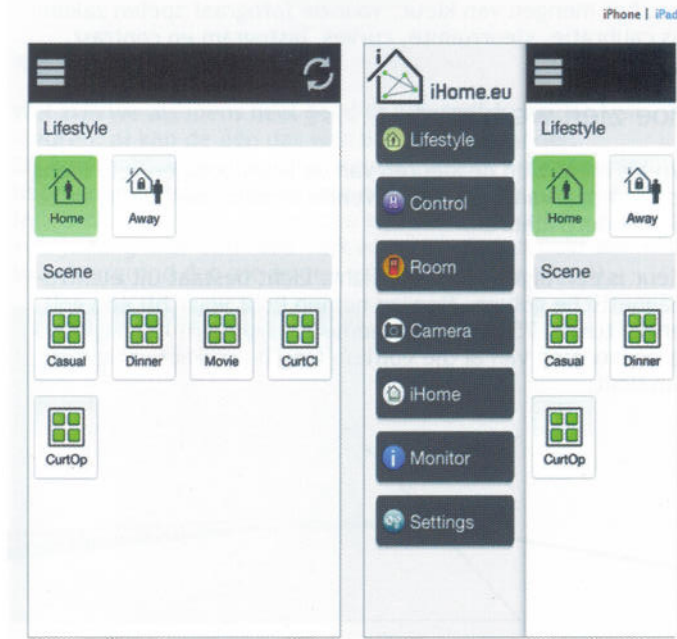 iPhone | iPad
Lifestyle
Home
Away
Scene
Casual
Dinner
Movie
CurtCl
CurtOp
i
iHome.eu
Lifestyle
Control
Room
Camera
iHome
Monitor
Settings
Lifestyle
Home
Away
Scene
Casual
Dinner
CurtOp